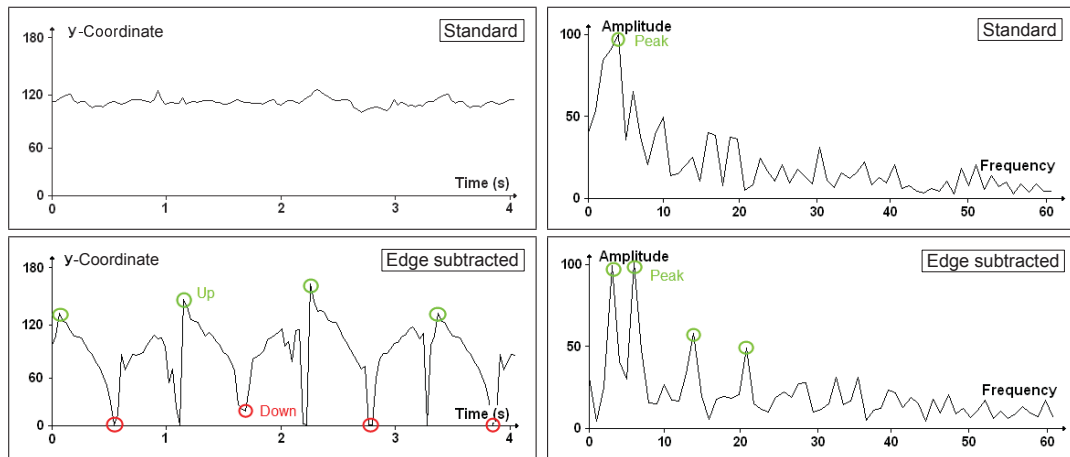 y-Coordinate
Standard
180
120
60
0
Time (s)
0 1 2 3 4
Amplitude
Standard
100
Peak
50
Frequency
0
0 10 20 30 40 50 60
y-Coordinate
Edge subtracted
180
Up
120
60
Down
Time (s)
0
0 1 2 3 4
Amplitude
Edge subtracted
100
Peak
50
Frequency
0
0 10 20 30 40 50 60